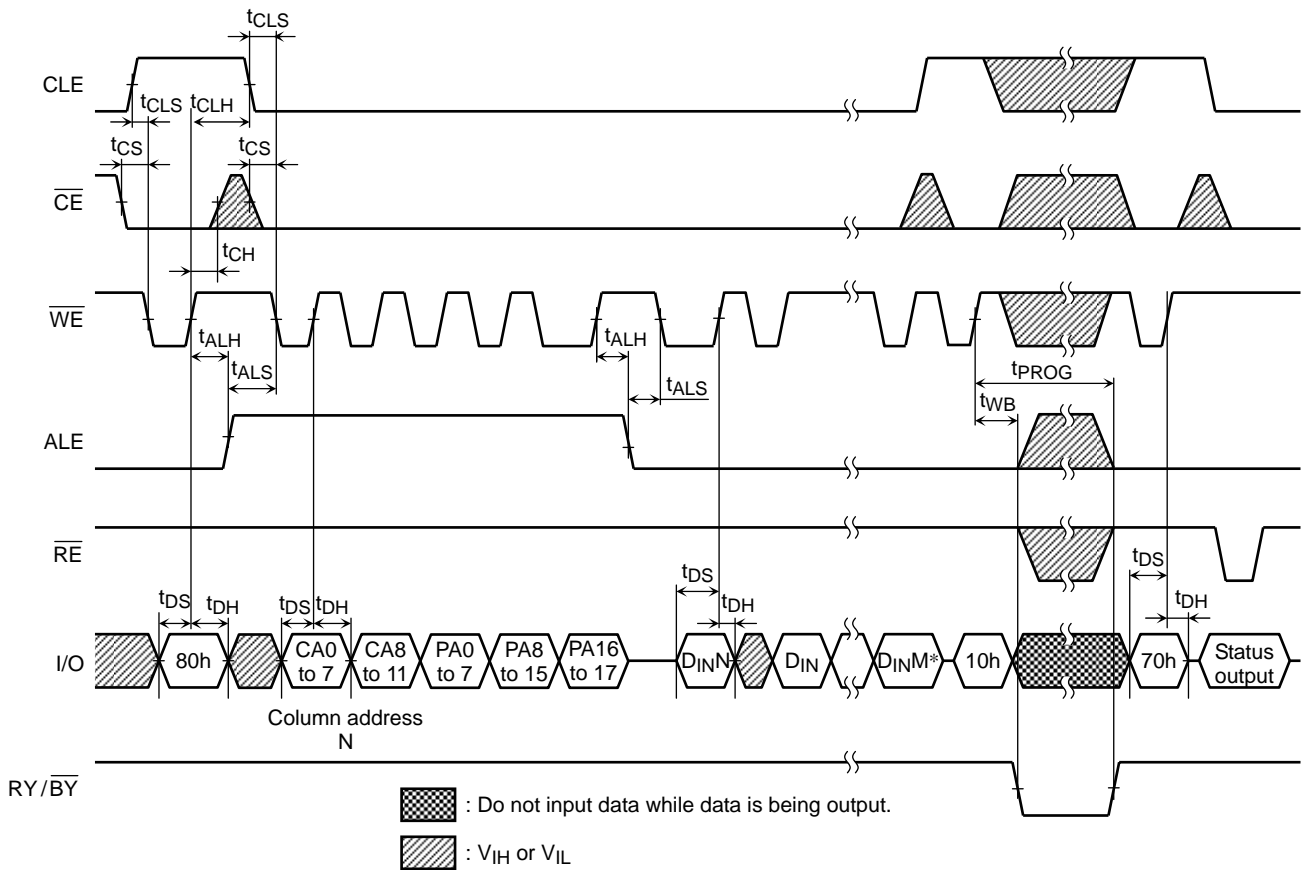 tCLS
CLE
tCLS tCLH
tCS tCS
CE
tCH
WE
tALH tALH
tALS tALS
tPROG
tWB
ALE
RE
tDS tDH tDS tDH tDS tDH tDS tDH
I/O
80h
CA0 to 7
CA8 to 11
PA0 to 7
PA8 to 15
PA16 to 17
DINN
DIN
DINM*
10h
70h
Status output
Column address
N
RY/BY
: Do not input data while data is being output.
: VIH or VIL